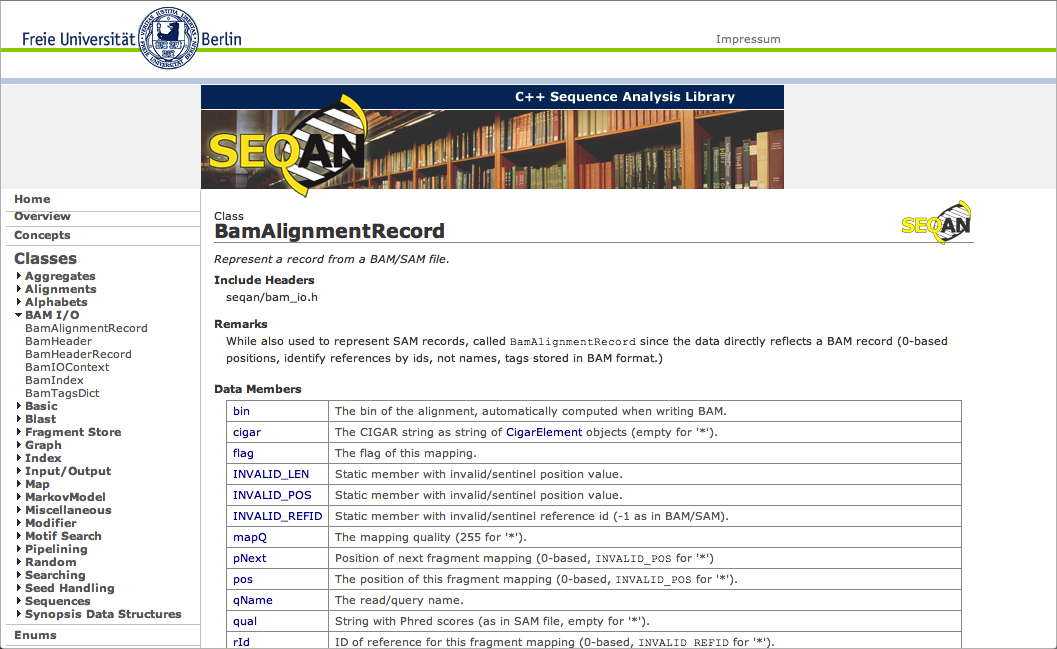 Freie Universität Berlin
Impressum
C++ Sequence Analysis Library
SEQAN
Home
Overview
Concepts
Classes
Aggregates
Alignments
Alphabets
BAM I/O
BamAlignmentRecord
BamHeader
BamHeaderRecord
BamIOContext
BamIndex
BamTagsDict
Basic
Blast
Fragment Store
Graph
Index
Input/Output
Map
MarkovModel
Miscellaneous
Modifier
Motif Search
Pipelining
Random
Searching
Seed Handling
Sequences
Synopsis Data Structures
Enums
Class
BamAlignmentRecord
SEQAN
Represent a record from a BAM/SAM file.
Include Headers
seqan/bam_io.h
Remarks
While also used to represent SAM records, called BamAlignmentRecord since the data directly reflects a BAM record (0-based
positions, identify references by ids, not names, tags stored in BAM format.)
Data Members
bin The bin of the alignment, automatically computed when writing BAM.
cigar The CIGAR string as string of CigarElement objects (empty for '*').
flag The flag of this mapping.
INVALID_LEN Static member with invalid/sentinel position value.
INVALID_POS Static member with invalid/sentinel position value.
INVALID_REFID Static member with invalid/sentinel reference id (-1 as in BAM/SAM).
mapQ The mapping quality (255 for '*').
pNext Position of next fragment mapping (0-based, INVALID_POS for '*')
pos The position of this fragment mapping (0-based, INVALID_POS for '*').
qName The read/query name.
qual String with Phred scores (as in SAM file, empty for '*').
rId ID of reference for this fragment mapping (0-based, INVALID_REFID for '*').